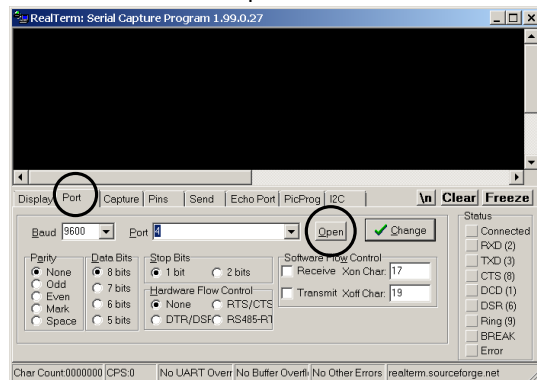 RealTerm: Serial Capture Program 1.99.0.27
Display Port Capture Pins Send Echo Port PicProg I2C \n Clear Freeze
Baud 9600 Port 4 Open Change
Parity
None
Odd
Even
Mark
Space
Data Bits
8 bits
7 bits
6 bits
5 bits
Stop Bits
1 bit 2 bits
Hardware Flow Control
None RTS/CTS
DTR/DSR RS485-RT
Software Flow Control
Receive Xon Char: 17
Transmit Xoff Char: 19
Status
Connected
RXD (2)
TXD (3)
CTS (8)
DCD (1)
DSR (6)
Ring (9)
BREAK
Error
Char Count:0000000 CPS:0 No UART Overr No Buffer Overfl No Other Errors realterm.sourceforge.net